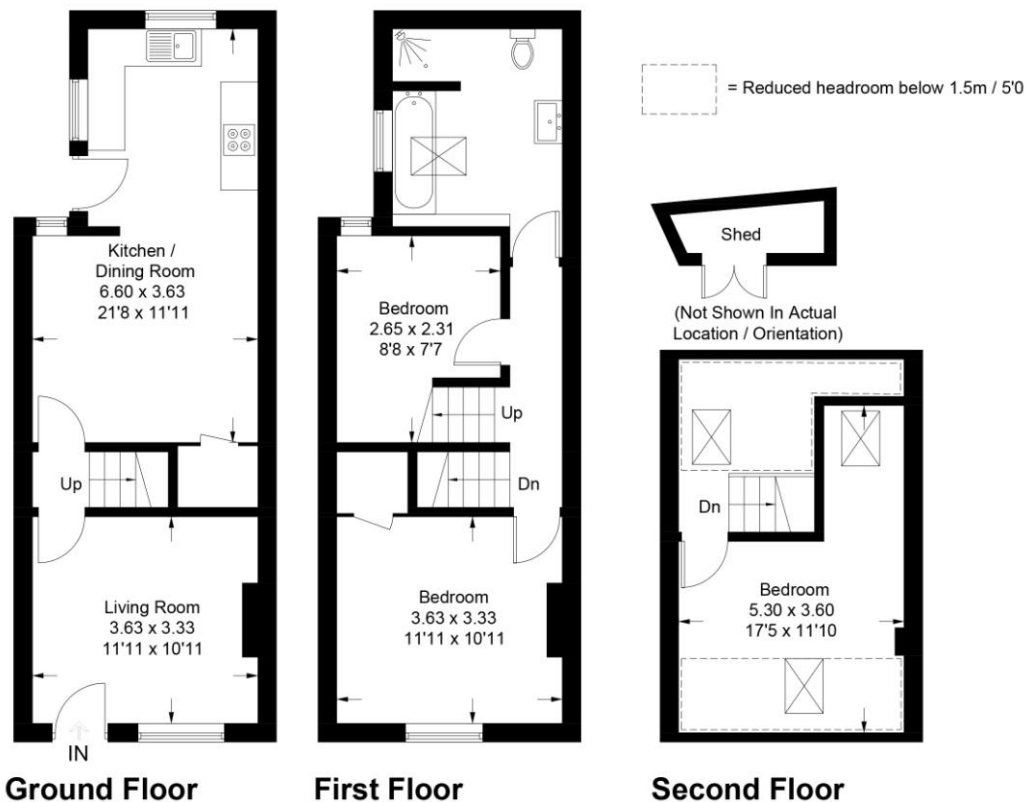 Kitchen /
Dining Room
6.60 x 3.63
21'8 x 11'11
Up
Living Room
3.63 x 3.33
11'11 x 10'11
IN
Ground Floor
Bedroom
2.65 x 2.31
8'8 x 7'7
Up
Dn
Bedroom
3.63 x 3.33
11'11 x 10'11
First Floor
= Reduced headroom below 1.5m / 5'0
Shed
(Not Shown In Actual
Location / Orientation)
Dn
Bedroom
5.30 x 3.60
17'5 x 11'10
Second Floor